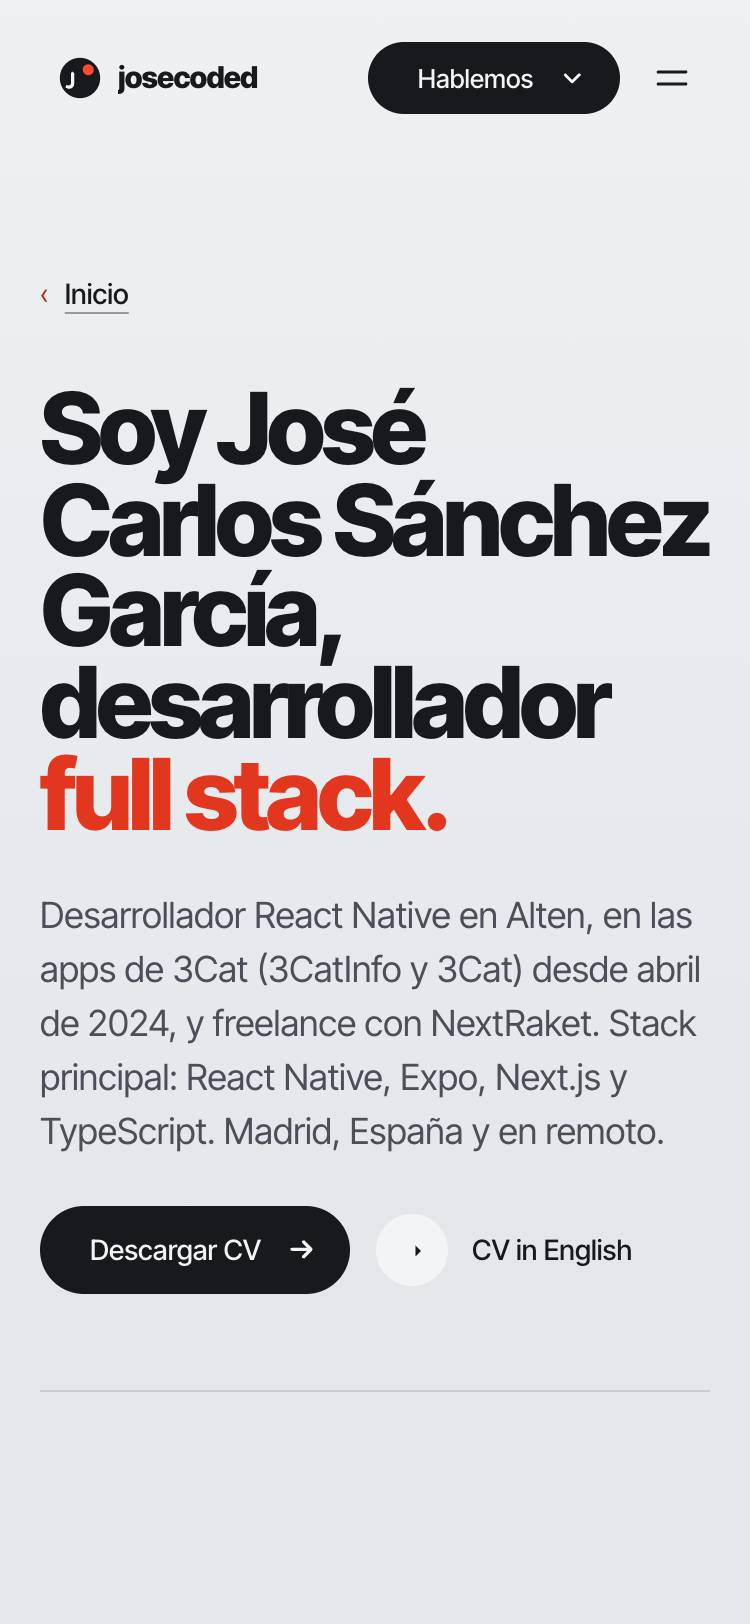 josecoded
Hablemos
‹ Inicio
Soy José
Carlos Sánchez
García,
desarrollador
full stack.
Desarrollador React Native en Alten, en las
apps de 3Cat (3CatInfo y 3Cat) desde abril
de 2024, y freelance con NextRaket. Stack
principal: React Native, Expo, Next.js y
TypeScript. Madrid, España y en remoto.
Descargar CV →
CV in English